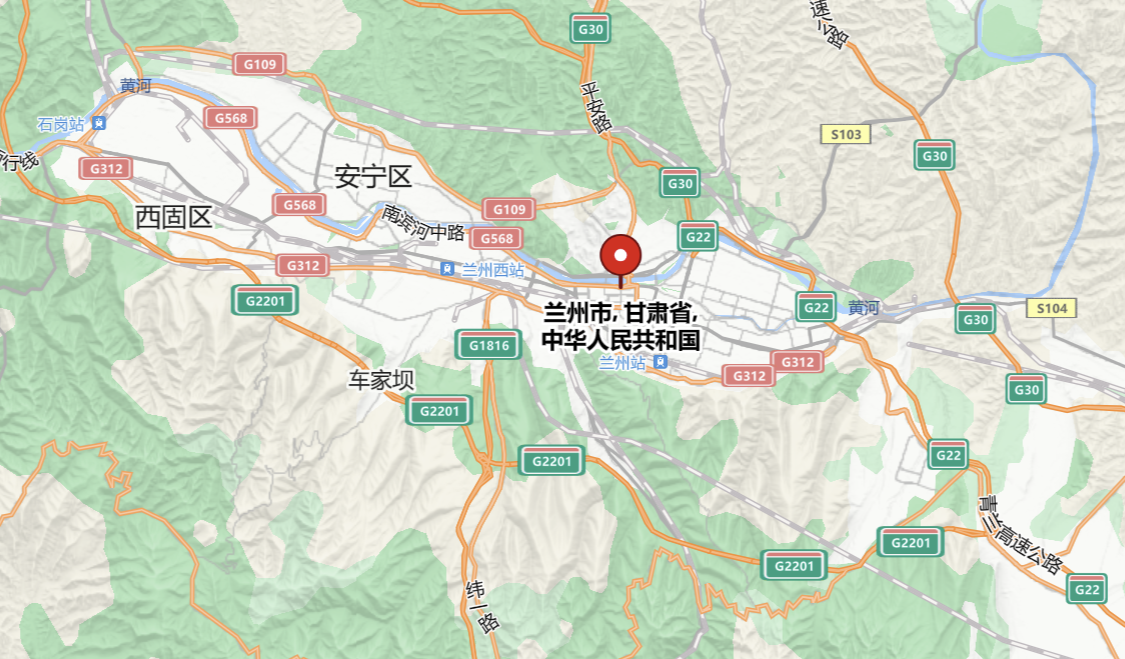 速公路
G30
G109
黄河
平安路
G568
石岗站
S103
G30
行线
G312
安宁区
G30
G568
G109
西固区
南滨河中路
G568
G22
G312
兰州西站
G2201
G22
黄河
S104
兰州市, 甘肃省,
中华人民共和国
G30
G1816
兰州站
G312
G312
车家坝
G30
G2201
G22
G2201
青兰高速公路
G2201
G2201
G22
纬一路